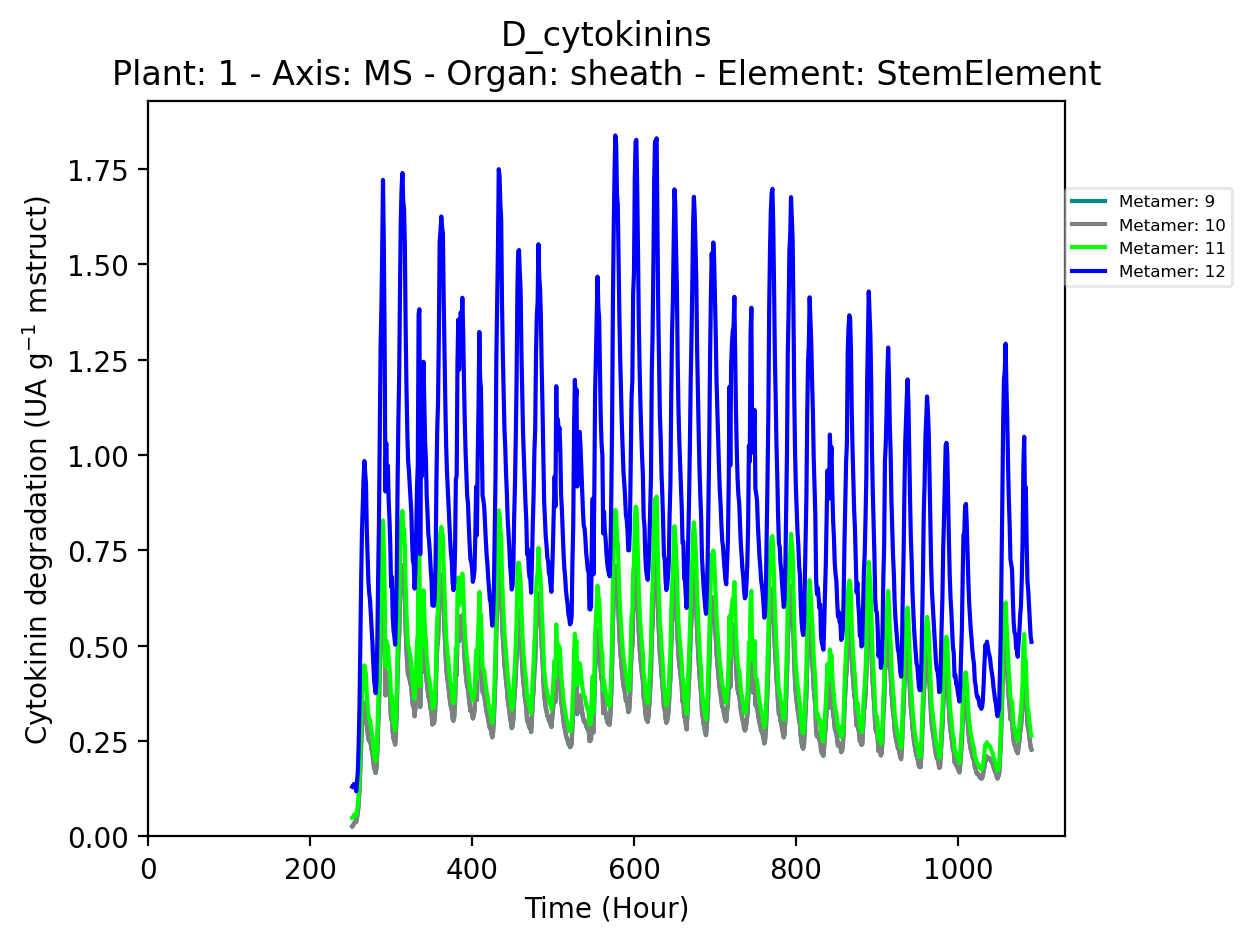 D_cytokinins
Plant: 1 - Axis: MS - Organ: sheath - Element: StemElement
Cytokinin degradation (UA g⁻¹ mstruct)
1.75
1.50
1.25
1.00
0.75
0.50
0.25
0.00
0 200 400 600 800 1000
Time (Hour)
Metamer: 9
Metamer: 10
Metamer: 11
Metamer: 12